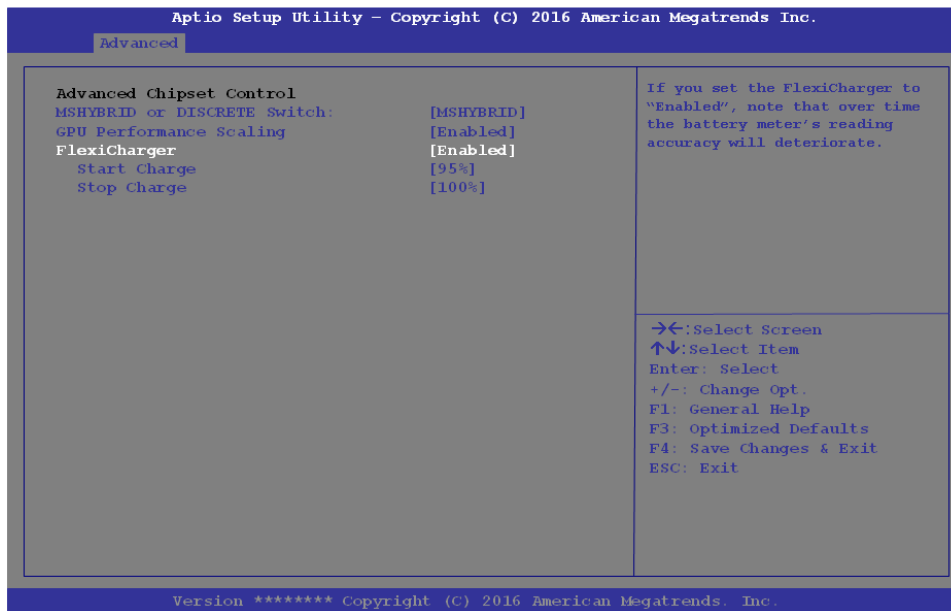 Aptio Setup Utility – Copyright (C) 2016 American Megatrends Inc.
Advanced
Advanced Chipset Control
MSHYBRID or DISCRETE Switch: [MSHYBRID]
GPU Performance Scaling [Enabled]
FlexiCharger [Enabled]
Start Charge [95%]
Stop Charge [100%]
If you set the FlexiCharger to
“Enabled”, note that over time
the battery meter’s reading
accuracy will deteriorate.
→←:Select Screen
↑↓:Select Item
Enter: Select
+/-: Change Opt.
F1: General Help
F3: Optimized Defaults
F4: Save Changes & Exit
ESC: Exit
Version ******** Copyright (C) 2016 American Megatrends. Inc.